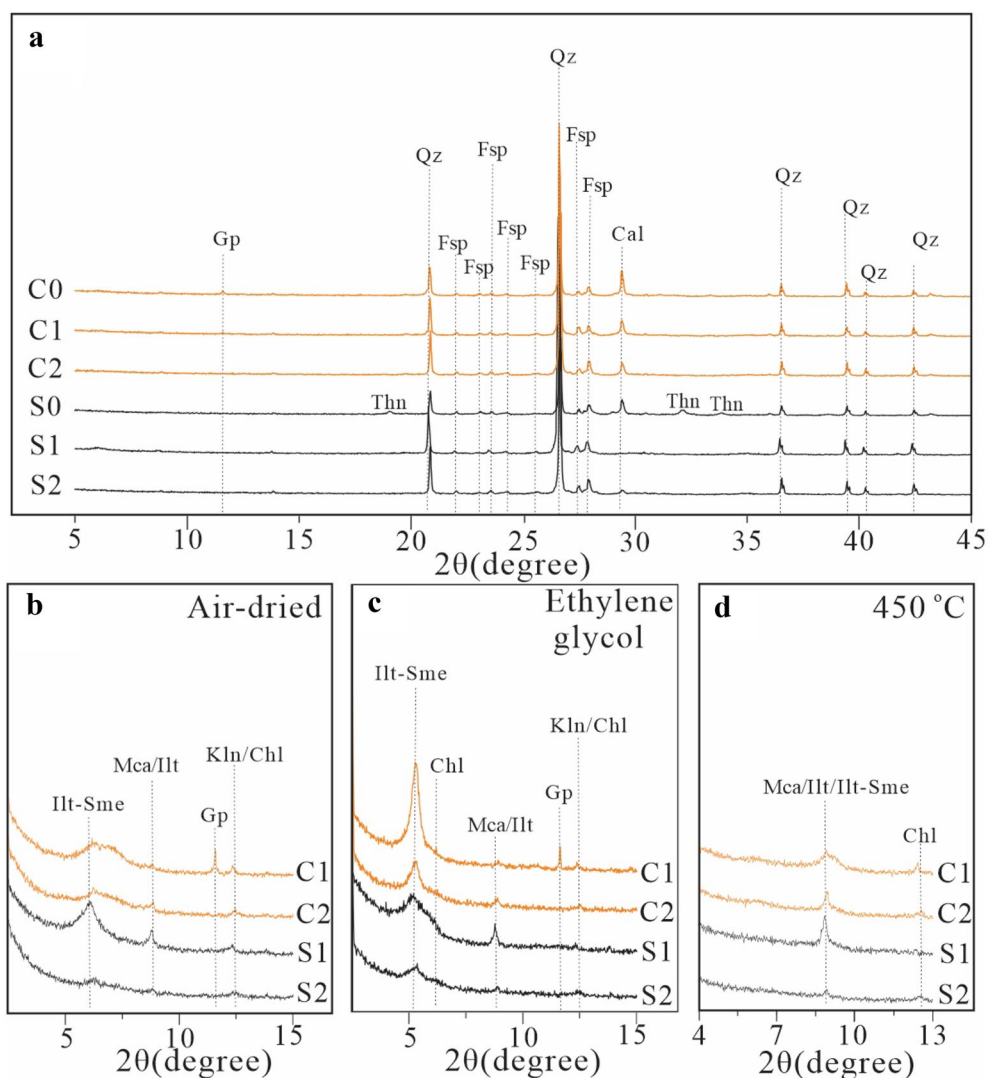 a
Qz
Fsp
Fsp
Qz
Fsp
Qz
Fsp
Cal
Qz
Gp
Fsp
Fsp
Fsp
Qz
Qz
C0
C1
C2
Thn
Thn
Thn
S0
S1
S2
5 10 15 20 25 30 35 40 45
2θ(degree)
b Air-dried
Ilt-Sme
Mca/Ilt
Kln/Chl
Gp
C1
C2
S1
S2
5 10 15
2θ(degree)
c Ethylene
glycol
Ilt-Sme
Chl
Kln/Chl
Gp
Mca/Ilt
C1
C2
S1
S2
5 10 15
2θ(degree)
d 450 °C
Mca/Ilt/Ilt-Sme
Chl
C1
C2
S1
S2
4 10 13
2θ(degree)